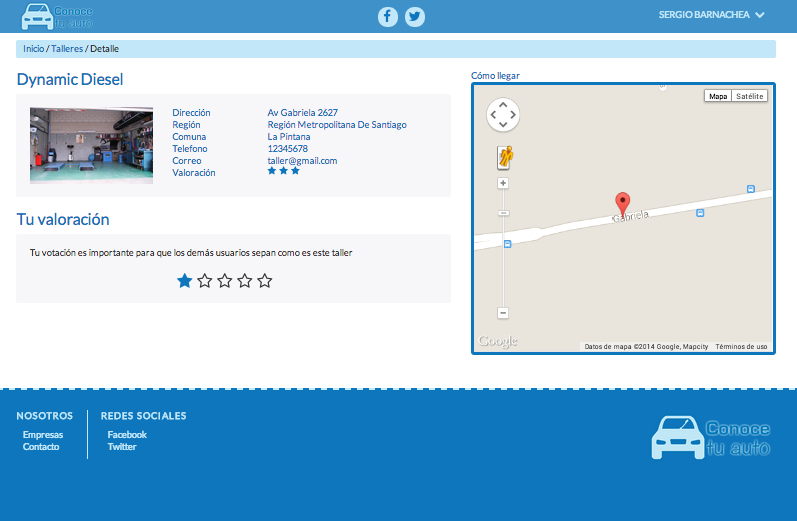 Conoce
tu auto
SERGIO BARNACHEA
Inicio / Talleres / Detalle
Dynamic Diesel
Dirección Av Gabriela 2627
Región Región Metropolitana De Santiago
Comuna La Pintana
Telefono 12345678
Correo taller@gmail.com
Valoración
Tu valoración
Tu votación es importante para que los demás usuarios sepan como es este taller
Cómo llegar
Mapa Satélite
Gabriela
Google
Datos de mapa ©2014 Google, Mapcity Términos de uso
NOSOTROS
Empresas
Contacto
REDES SOCIALES
Facebook
Twitter
Conoce
tu auto